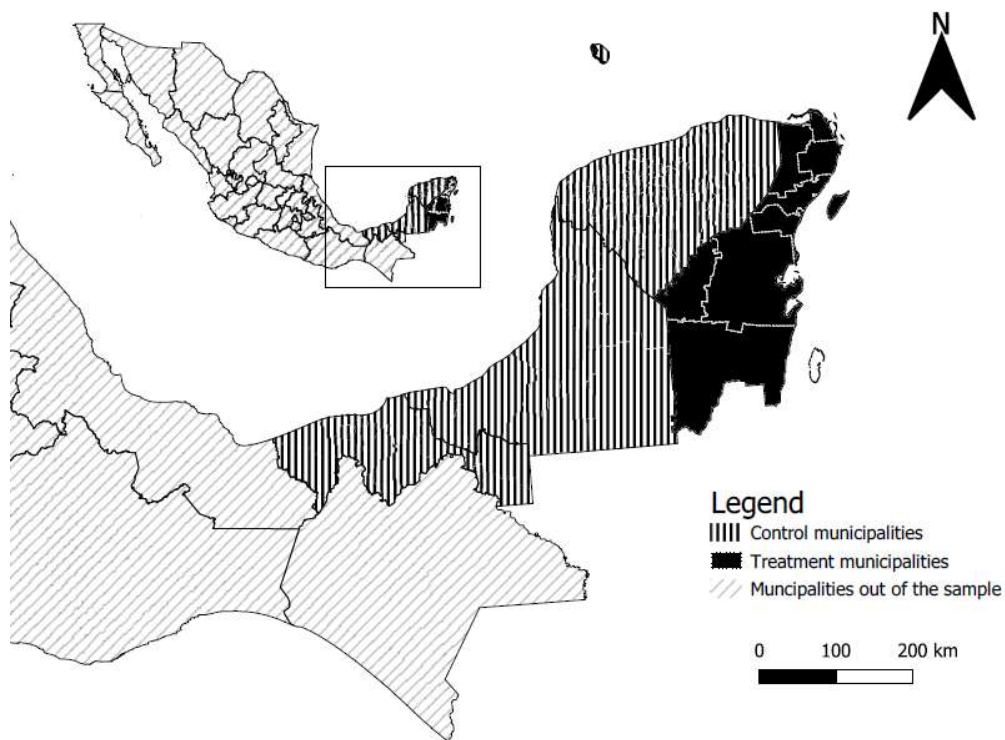 N
Legend
Control municipalities
Treatment municipalities
Muncipalities out of the sample
0 100 200 km